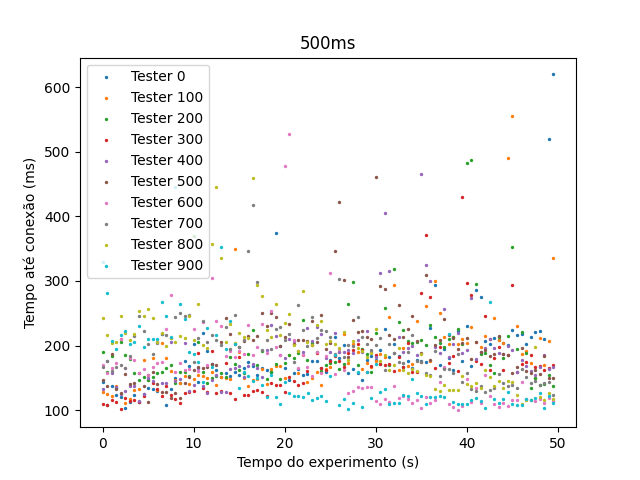 500ms
Tempo até conexão (ms)
600
500
400
300
200
100
Tester 0
Tester 100
Tester 200
Tester 300
Tester 400
Tester 500
Tester 600
Tester 700
Tester 800
Tester 900
0 10 20 30 40 50
Tempo do experimento (s)